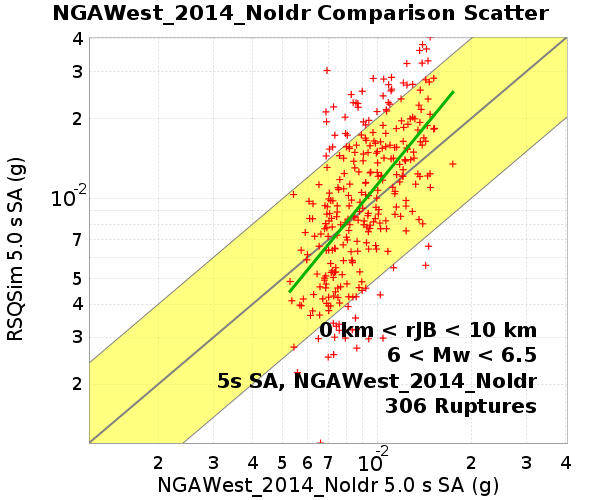 NGAWest_2014_NoIdr Comparison Scatter
RSQSim 5.0 s SA (g)
4
3
2
10-2
7
5
4
3
2
0 km < rJB < 10 km
6 < Mw < 6.5
5s SA, NGAWest_2014_NoIdr
306 Ruptures
2 3 4 5 6 7 10-2 2 3 4
NGAWest_2014_NoIdr 5.0 s SA (g)